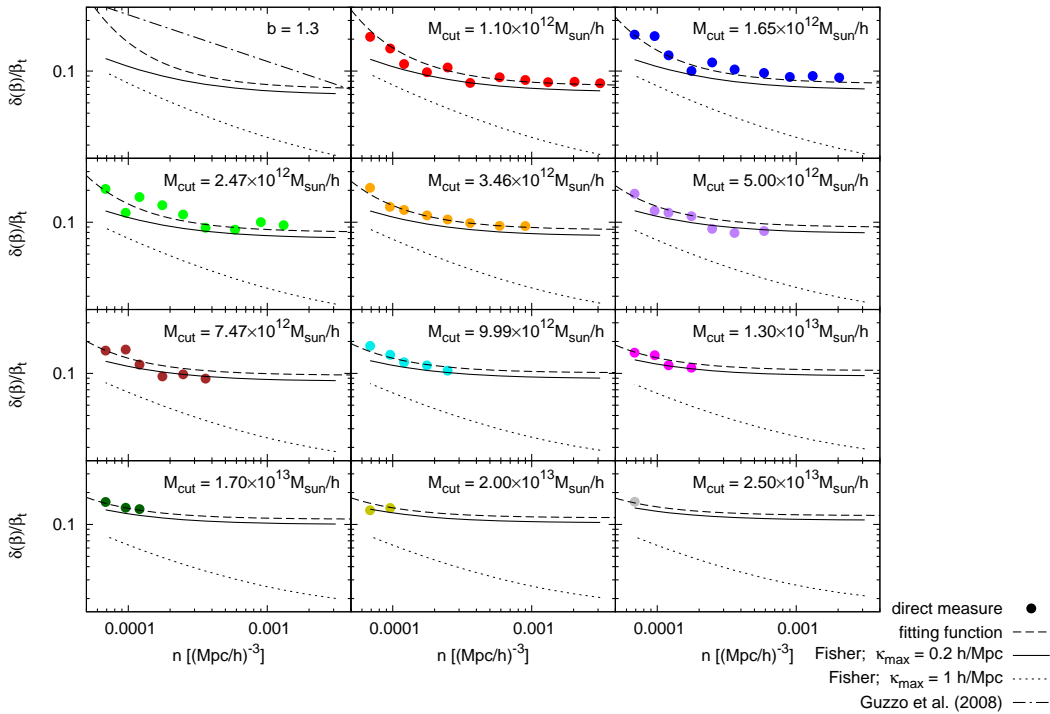 b = 1.3
M_cut = 1.10×10^12 M_sun/h
M_cut = 1.65×10^12 M_sun/h
δ(β)/β_t
0.1
M_cut = 2.47×10^12 M_sun/h
M_cut = 3.46×10^12 M_sun/h
M_cut = 5.00×10^12 M_sun/h
δ(β)/β_t
0.1
M_cut = 7.47×10^12 M_sun/h
M_cut = 9.99×10^12 M_sun/h
M_cut = 1.30×10^13 M_sun/h
δ(β)/β_t
0.1
M_cut = 1.70×10^13 M_sun/h
M_cut = 2.00×10^13 M_sun/h
M_cut = 2.50×10^13 M_sun/h
δ(β)/β_t
0.1
0.0001 0.001
0.0001 0.001
0.0001 0.001
n [(Mpc/h)^-3]
n [(Mpc/h)^-3]
n [(Mpc/h)^-3]
direct measure
fitting function
Fisher; κ_max = 0.2 h/Mpc
Fisher; κ_max = 1 h/Mpc
Guzzo et al. (2008)